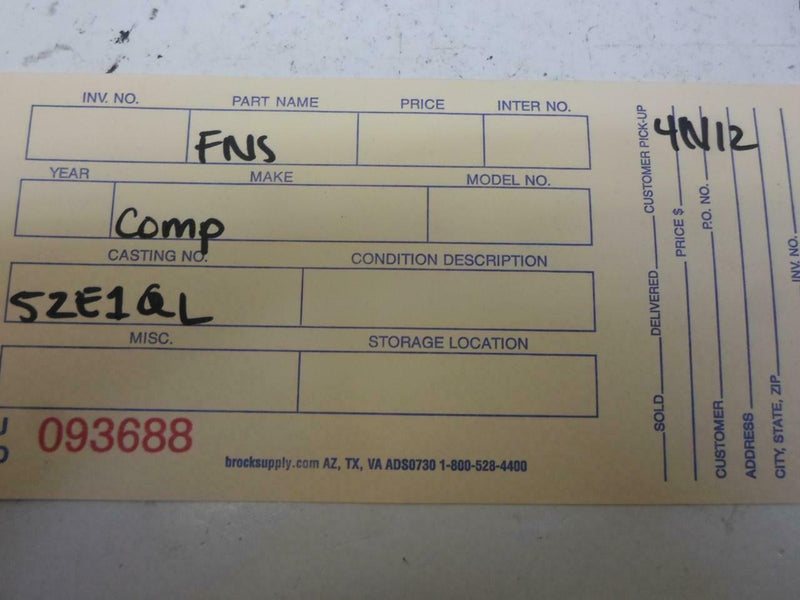 INV. NO. PART NAME PRICE INTER NO.
FNS
YEAR MAKE MODEL NO.
Comp
CASTING NO. CONDITION DESCRIPTION
52E1QL
MISC. STORAGE LOCATION
093688
brocksupply.com AZ, TX, VA ADS0730 1-800-528-4400
4N12
SOLD DELIVERED CUSTOMER PICK-UP
PRICE $
CUSTOMER P.O. NO.
ADDRESS
CITY, STATE, ZIP
INV. NO.